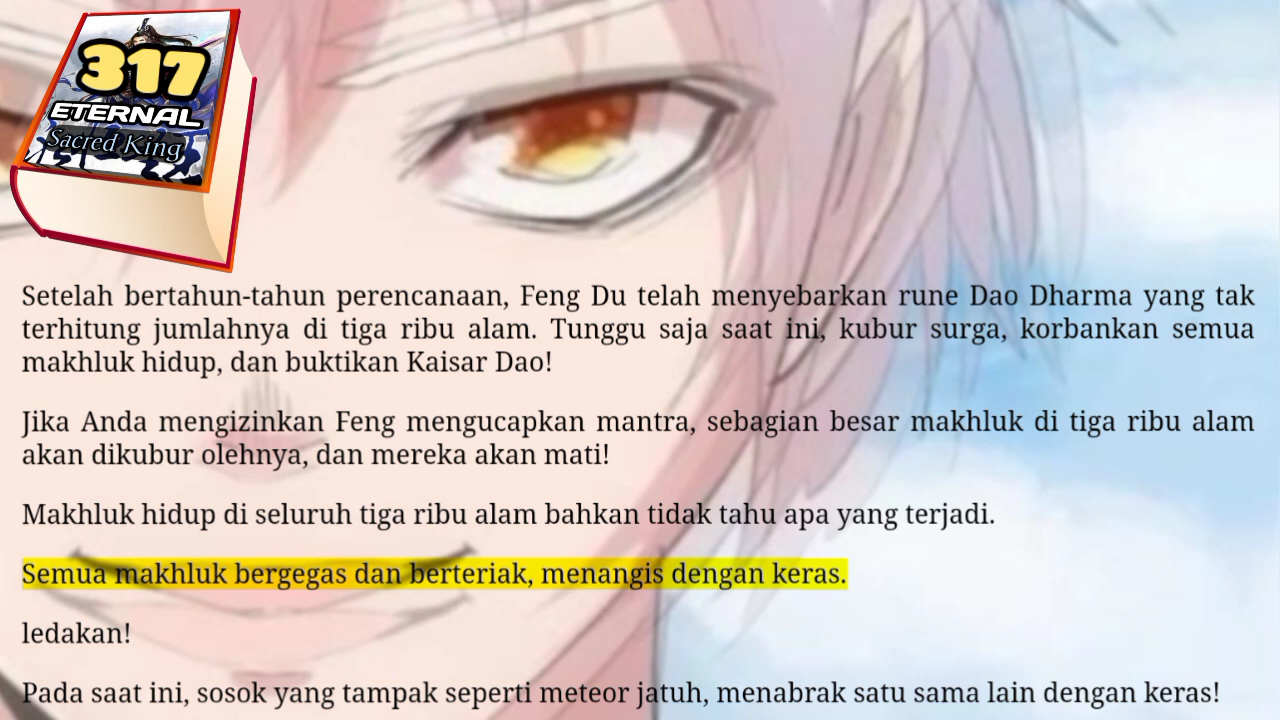 317
ETERNAL
Sacred King
Setelah bertahun-tahun perencanaan, Feng Du telah menyebarkan rune Dao Dharma yang tak
terhitung jumlahnya di tiga ribu alam. Tunggu saja saat ini, kubur surga, korbankan semua
makhluk hidup, dan buktikan Kaisar Dao!
Jika Anda mengizinkan Feng mengucapkan mantra, sebagian besar makhluk di tiga ribu alam
akan dikubur olehnya, dan mereka akan mati!
Makhluk hidup di seluruh tiga ribu alam bahkan tidak tahu apa yang terjadi.
Semua makhluk bergegas dan berteriak, menangis dengan keras.
ledakan!
Pada saat ini, sosok yang tampak seperti meteor jatuh, menabrak satu sama lain dengan keras!